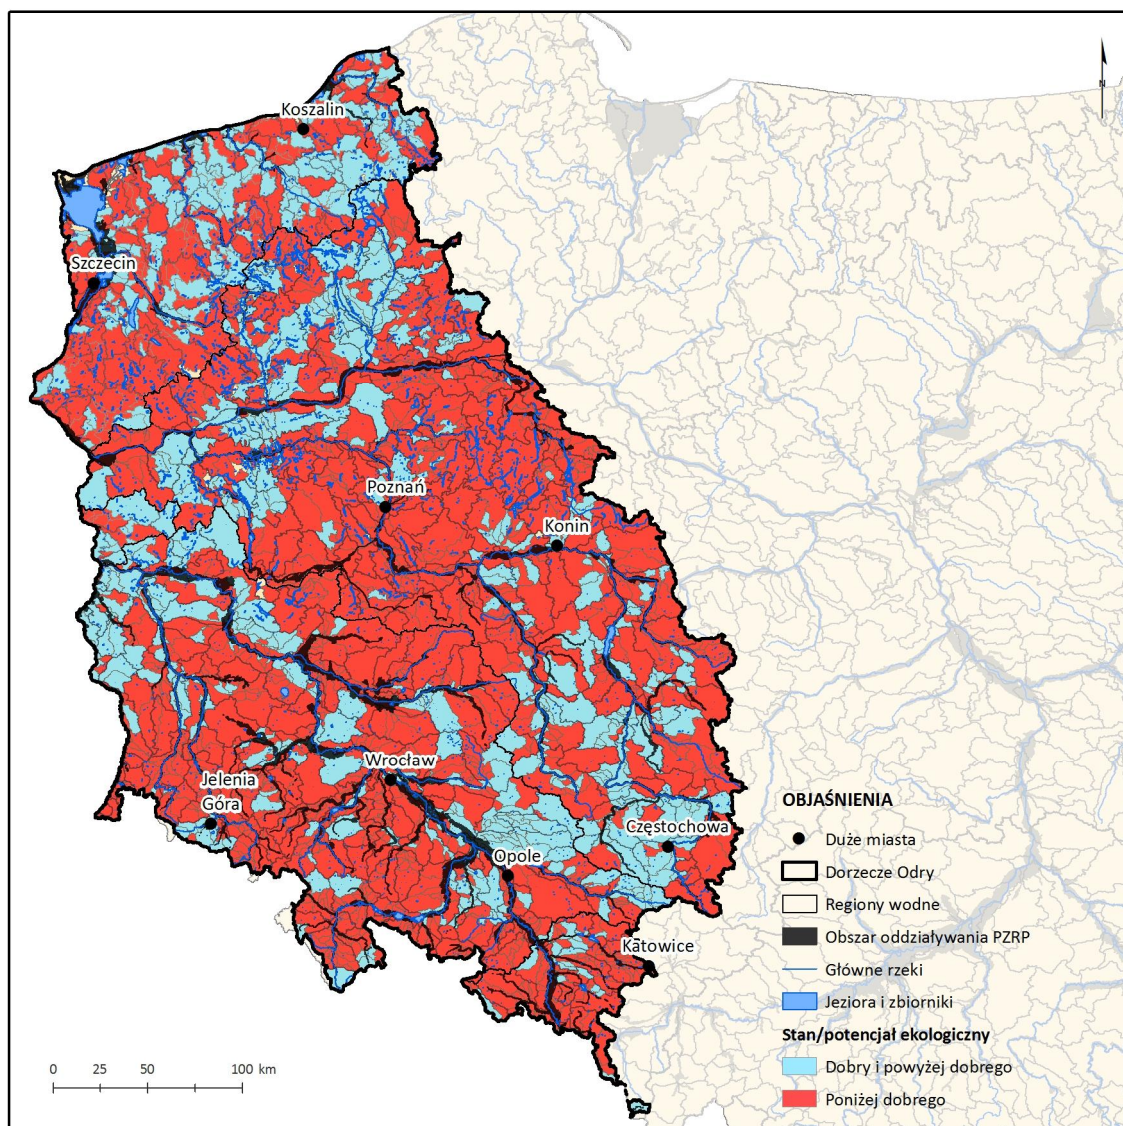 N
Koszalin
Szczecin
Poznań
Konin
Wrocław
Jelenia
Góra
Częstochowa
Opole
Katowice
OBJAŚNIENIA
Duże miasta
Dorzecze Odry
Regiony wodne
Obszar oddziaływania PZRP
Główne rzeki
Jeziora i zbiorniki
Stan/potencjał ekologiczny
Dobry i powyżej dobrego
Poniżej dobrego
0 25 50 100 km